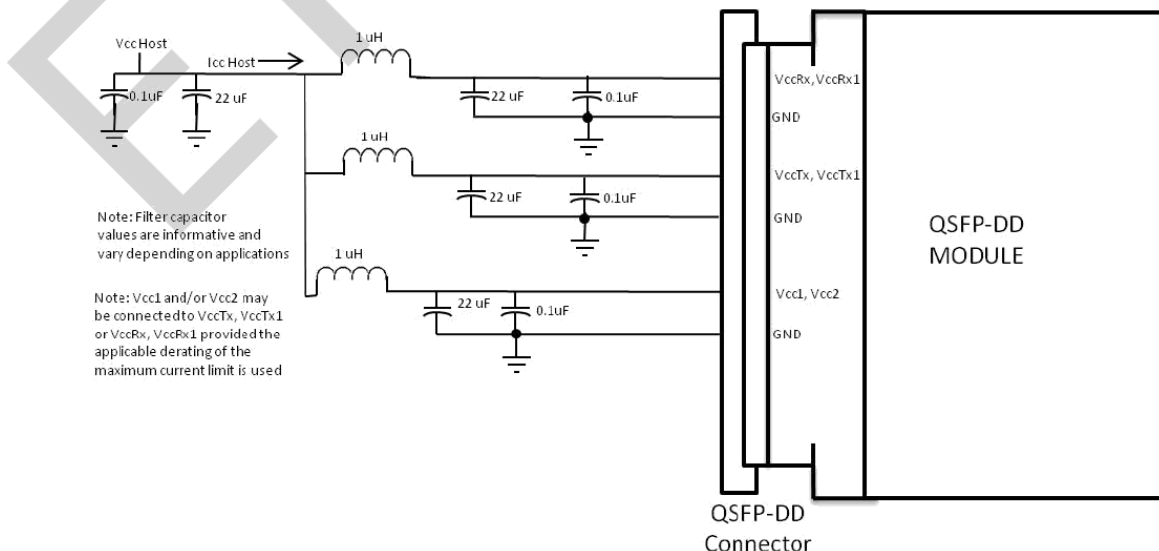 1 uH
Vcc Host
Icc Host
0.1uF
22 uF
22 uF
0.1uF
VccRx, VccRx1
GND
1 uH
22 uF
0.1uF
VccTx, VccTx1
GND
Note: Filter capacitor
values are informative and
vary depending on applications
1 uH
22 uF
0.1uF
Vcc1, Vcc2
GND
Note: Vcc1 and/or Vcc2 may
be connected to VccTx, VccTx1
or VccRx, VccRx1 provided the
applicable derating of the
maximum current limit is used
QSFP-DD
MODULE
QSFP-DD
Connector